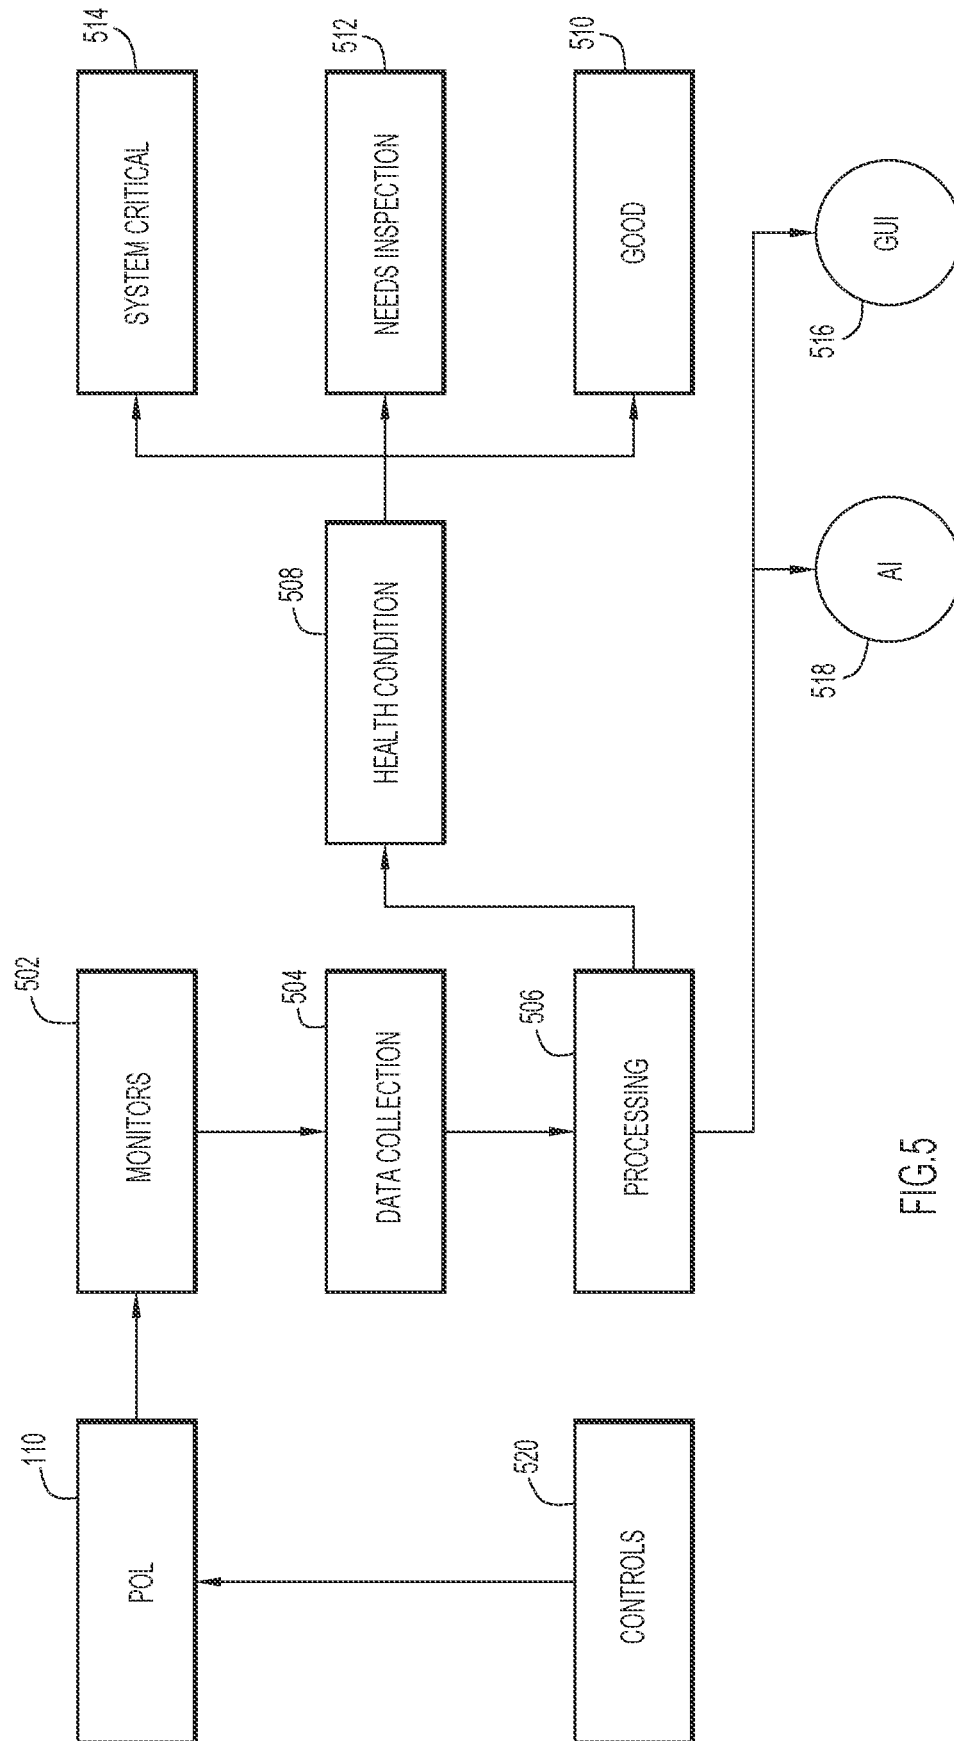 110
POL
520
CONTROLS
502
MONITORS
504
DATA COLLECTION
506
PROCESSING
508
HEALTH CONDITION
514
SYSTEM CRITICAL
512
NEEDS INSPECTION
510
GOOD
518
AI
516
GUI
FIG.5